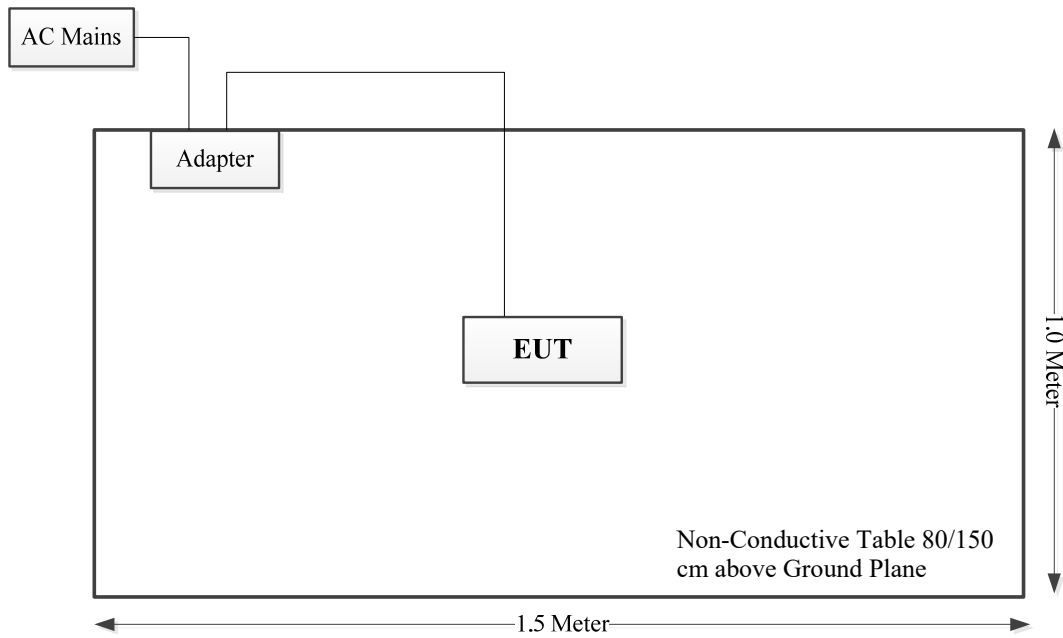 AC Mains
Adapter
EUT
1.0 Meter
Non-Conductive Table 80/150
cm above Ground Plane
1.5 Meter